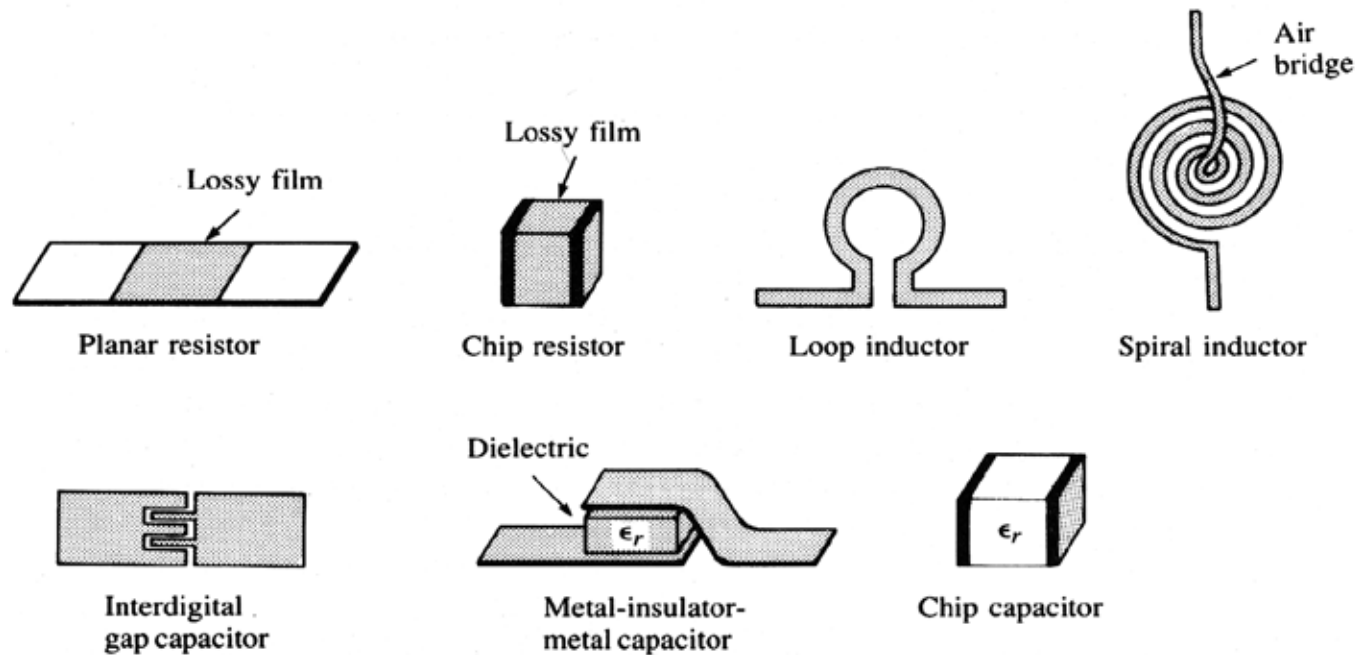 Air
bridge
Lossy film
Lossy film
Planar resistor
Chip resistor
Loop inductor
Spiral inductor
Dielectric
ϵr
ϵr
Interdigital
gap capacitor
Metal-insulator-
metal capacitor
Chip capacitor